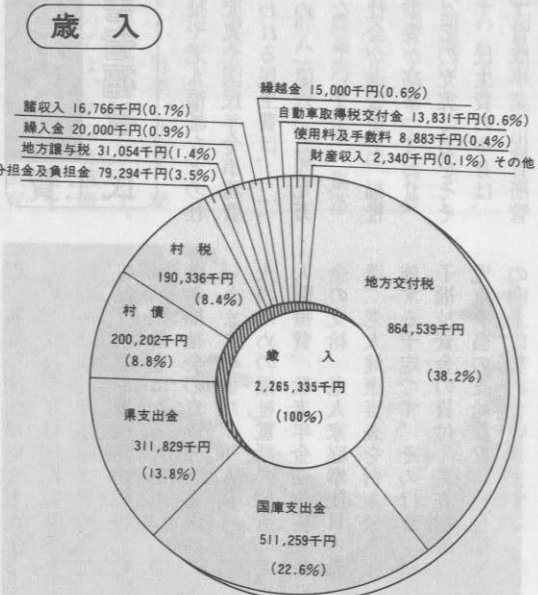 歳入
繰越金 15,000千円(0.6%)
諸収入 16,766千円(0.7%)
自動車取得税交付金 13,831千円(0.6%)
繰入金 20,000千円(0.9%)
使用料及手数料 8,883千円(0.4%)
地方譲与税 31,054千円(1.4%)
財産収入 2,340千円(0.1%) その他
分担金及負担金 79,294千円(3.5%)
村税
190,336千円
(8.4%)
地方交付税
864,539千円
(38.2%)
村債
200,202千円
(8.8%)
歳入
2,265,335千円
(100%)
県支出金
311,829千円
(13.8%)
国庫支出金
511,259千円
(22.6%)